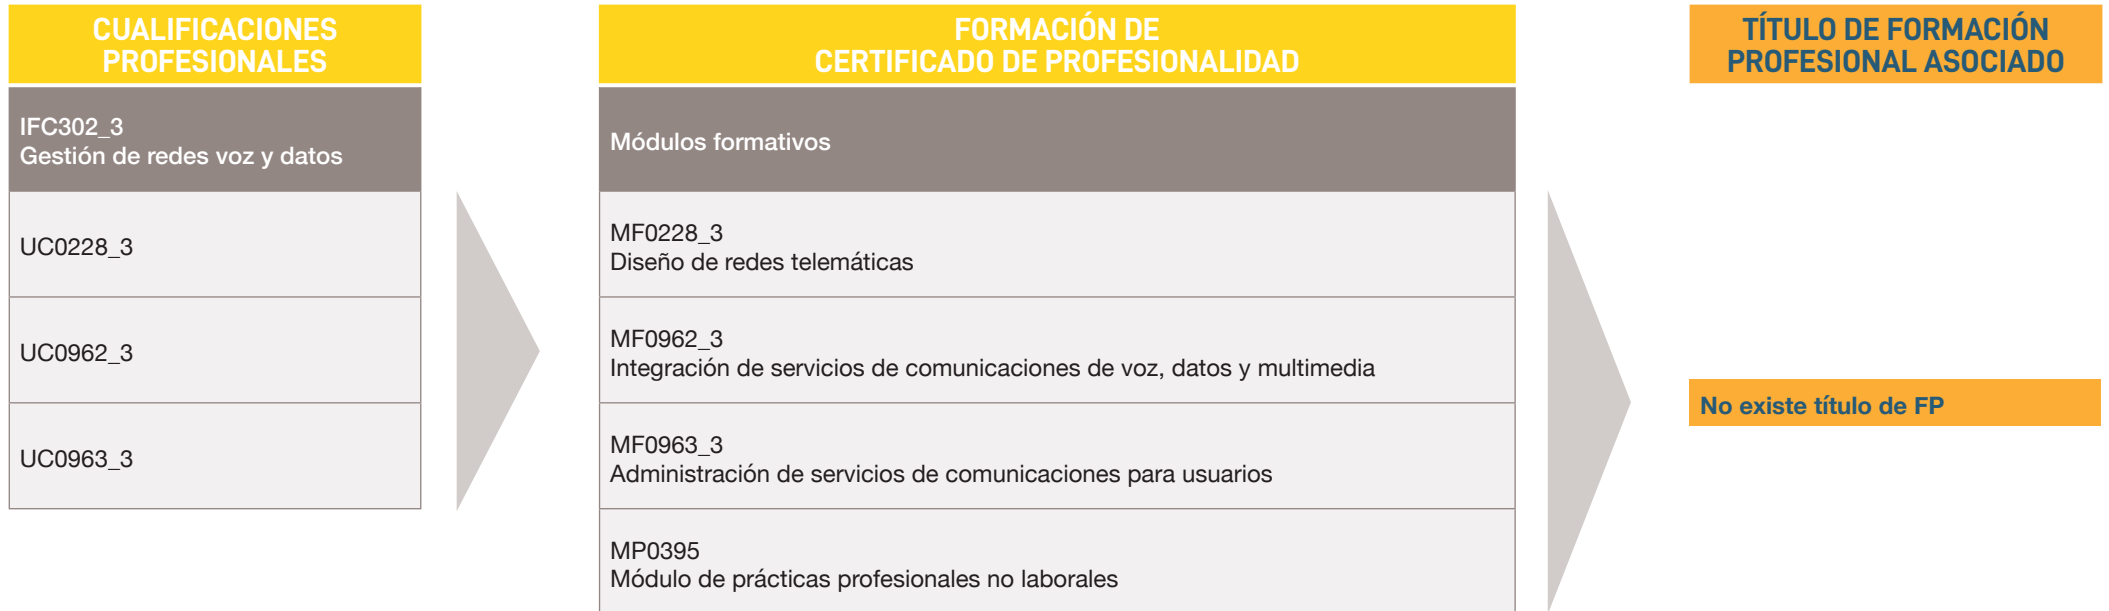 CUALIFICACIONES
PROFESIONALES
IFC302_3
Gestión de redes voz y datos
UC0228_3
UC0962_3
UC0963_3
FORMACIÓN DE
CERTIFICADO DE PROFESIONALIDAD
Módulos formativos
MF0228_3
Diseño de redes telemáticas
MF0962_3
Integración de servicios de comunicaciones de voz, datos y multimedia
MF0963_3
Administración de servicios de comunicaciones para usuarios
MP0395
Módulo de prácticas profesionales no laborales
TÍTULO DE FORMACIÓN
PROFESIONAL ASOCIADO
No existe título de FP